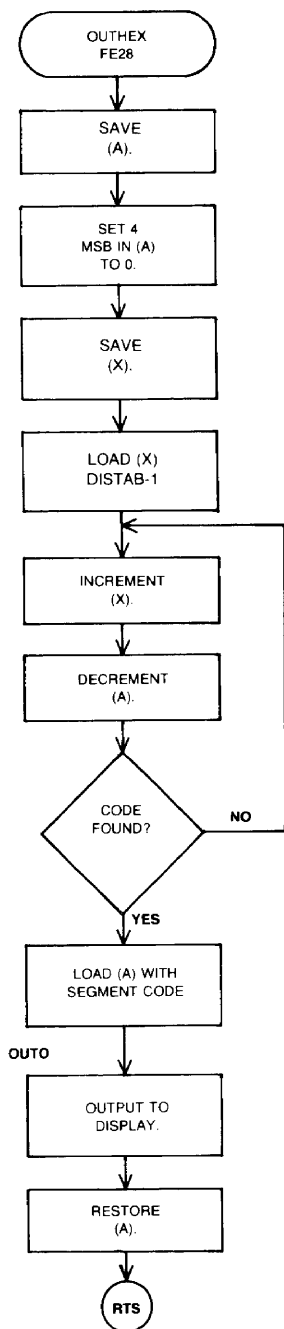 OUTHEX
FE28
SAVE
(A).
SET 4
MSB IN (A)
TO 0.
SAVE
(X).
LOAD (X)
DISTAB-1
INCREMENT
(X).
DECREMENT
(A).
CODE
FOUND?
NO
YES
LOAD (A) WITH
SEGMENT CODE
OUTO
OUTPUT TO
DISPLAY.
RESTORE
(A).
RTS